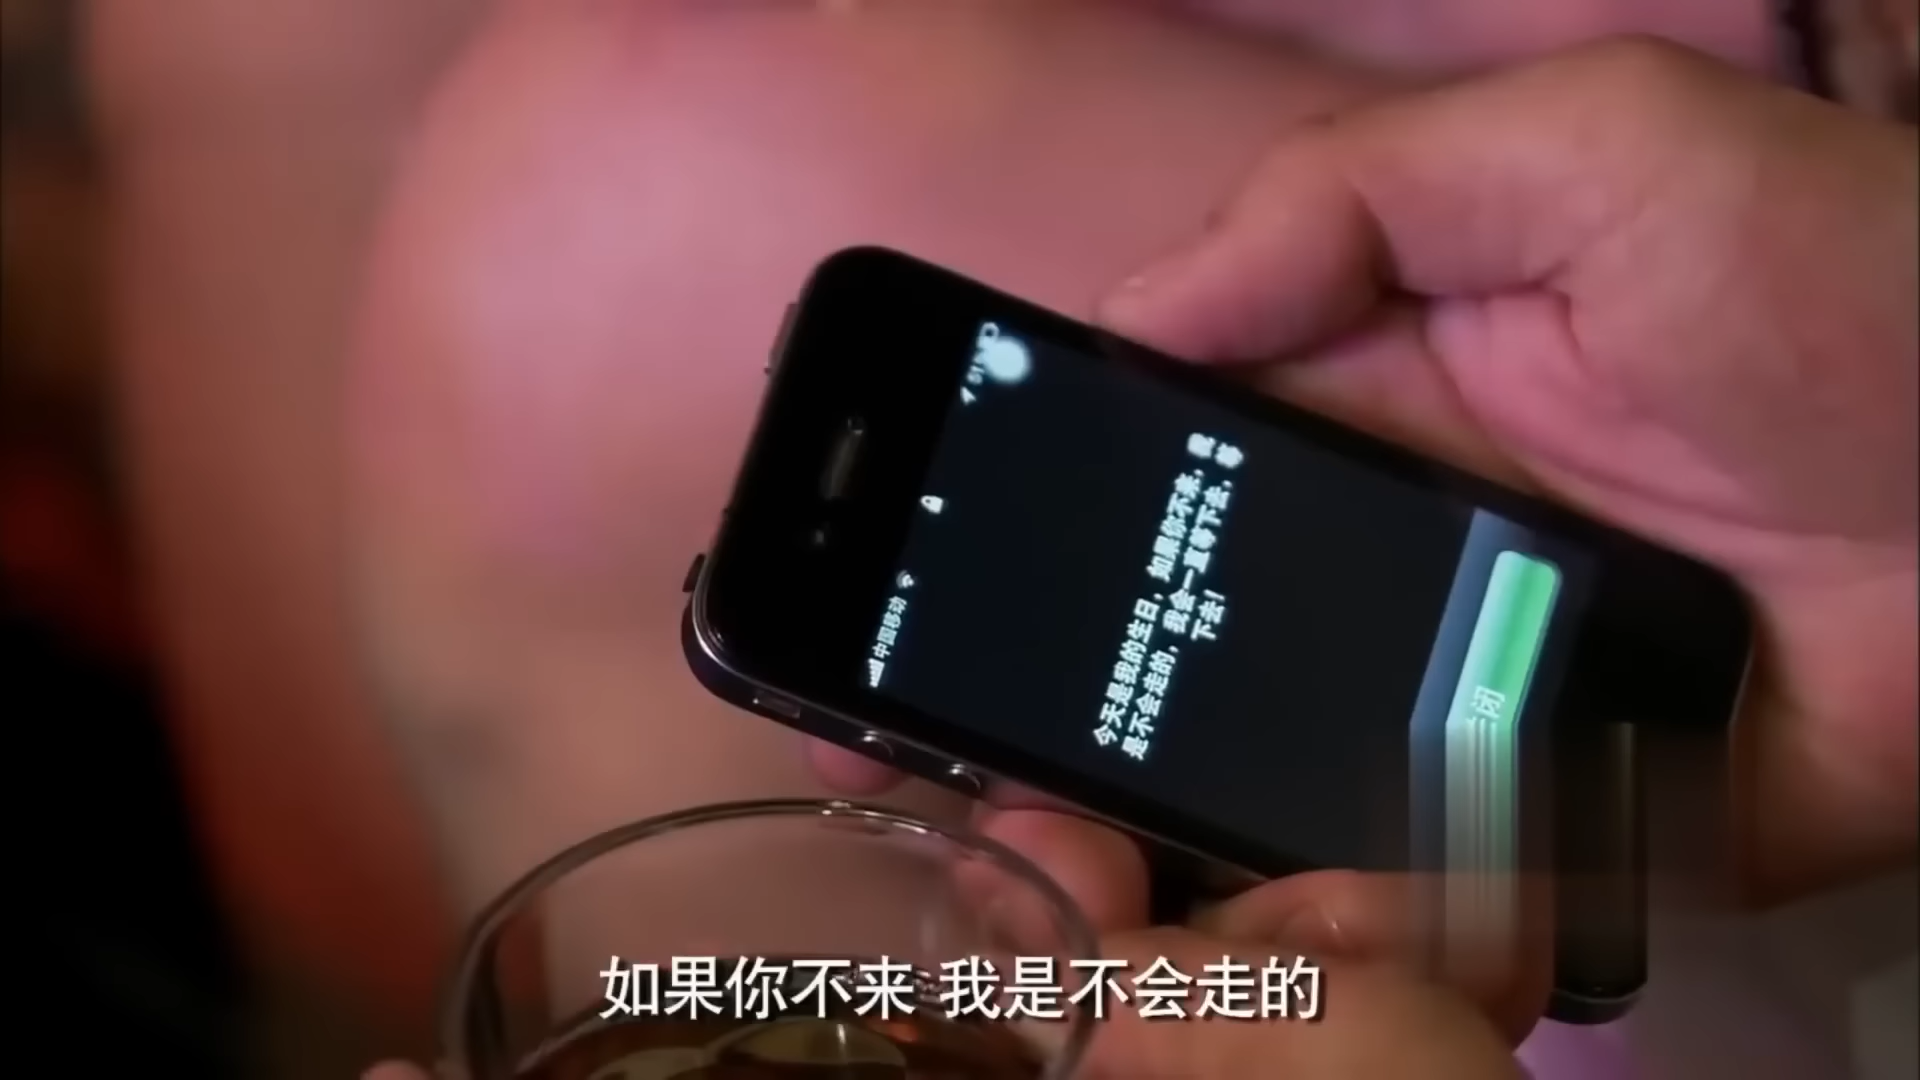 中国移动
今天是我的生日，如果你不来，我
是不会走的，我会一直等下去，等
下去！
闭
如果你不来 我是不会走的